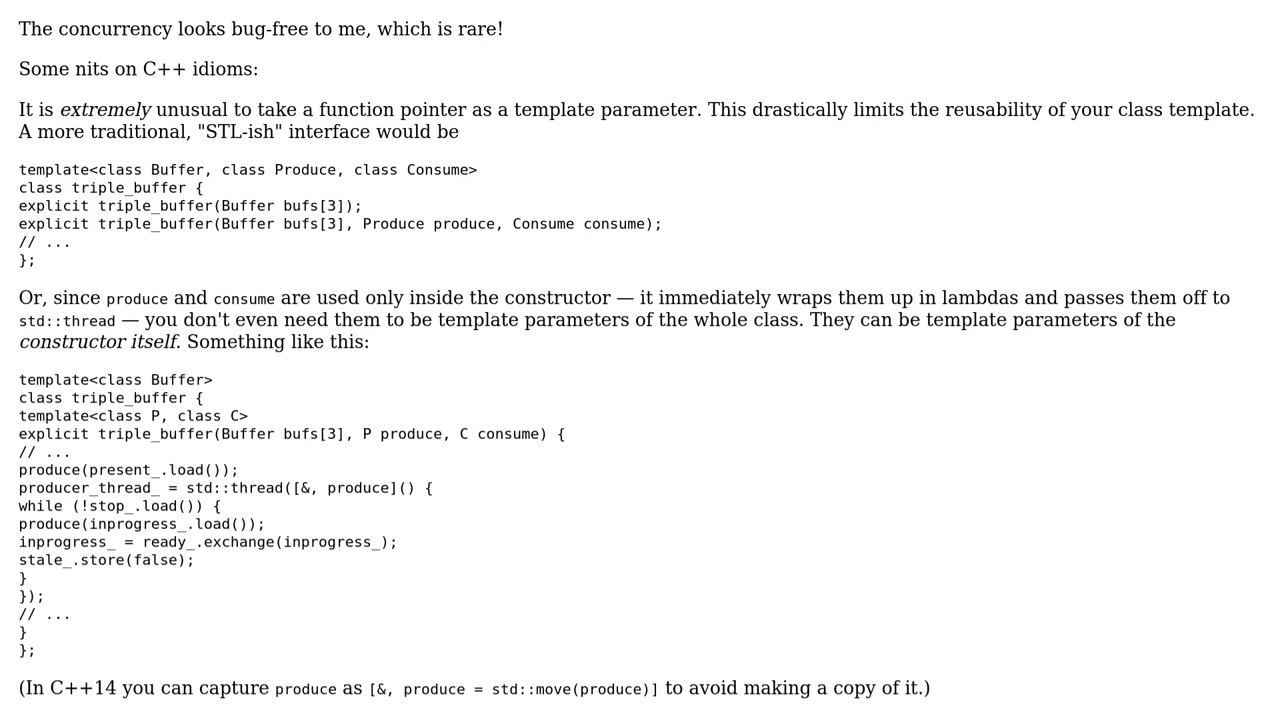 The concurrency looks bug-free to me, which is rare!
Some nits on C++ idioms:
It is extremely unusual to take a function pointer as a template parameter. This drastically limits the reusability of your class template.
A more traditional, "STL-ish" interface would be
template<class Buffer, class Produce, class Consume>
class triple_buffer {
explicit triple_buffer(Buffer bufs[3]);
explicit triple_buffer(Buffer bufs[3], Produce produce, Consume consume);
// ...
};
Or, since produce and consume are used only inside the constructor — it immediately wraps them up in lambdas and passes them off to
std::thread — you don't even need them to be template parameters of the whole class. They can be template parameters of the
constructor itself. Something like this:
template<class Buffer>
class triple_buffer {
template<class P, class C>
explicit triple_buffer(Buffer bufs[3], P produce, C consume) {
// ...
produce(present_.load());
producer_thread_ = std::thread([&, produce]() {
while (!stop_.load()) {
produce(inprogress_.load());
inprogress_ = ready_.exchange(inprogress_);
stale_.store(false);
}
});
// ...
}
};
(In C++14 you can capture produce as [&, produce = std::move(produce)] to avoid making a copy of it.)